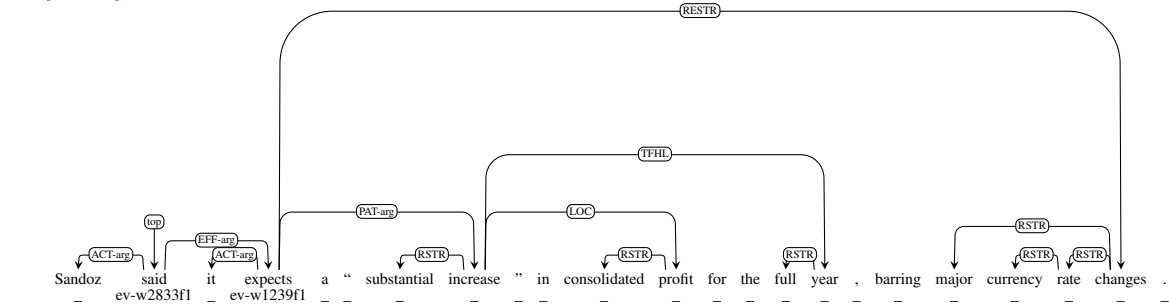 RESTR
TFHL
PAT-arg LOC
top RSTR
EFF-arg
ACT-arg ACT-arg RSTR RSTR RSTR RSTR RSTR
Sandoz said it expects a “ substantial increase ” in consolidated profit for the full year , barring major currency rate changes .
ev-w2833f1 ev-w1239f1
_ _ _ _ _ _ _ _ _ _ _ _ _ _ _ _ _ _ _ _